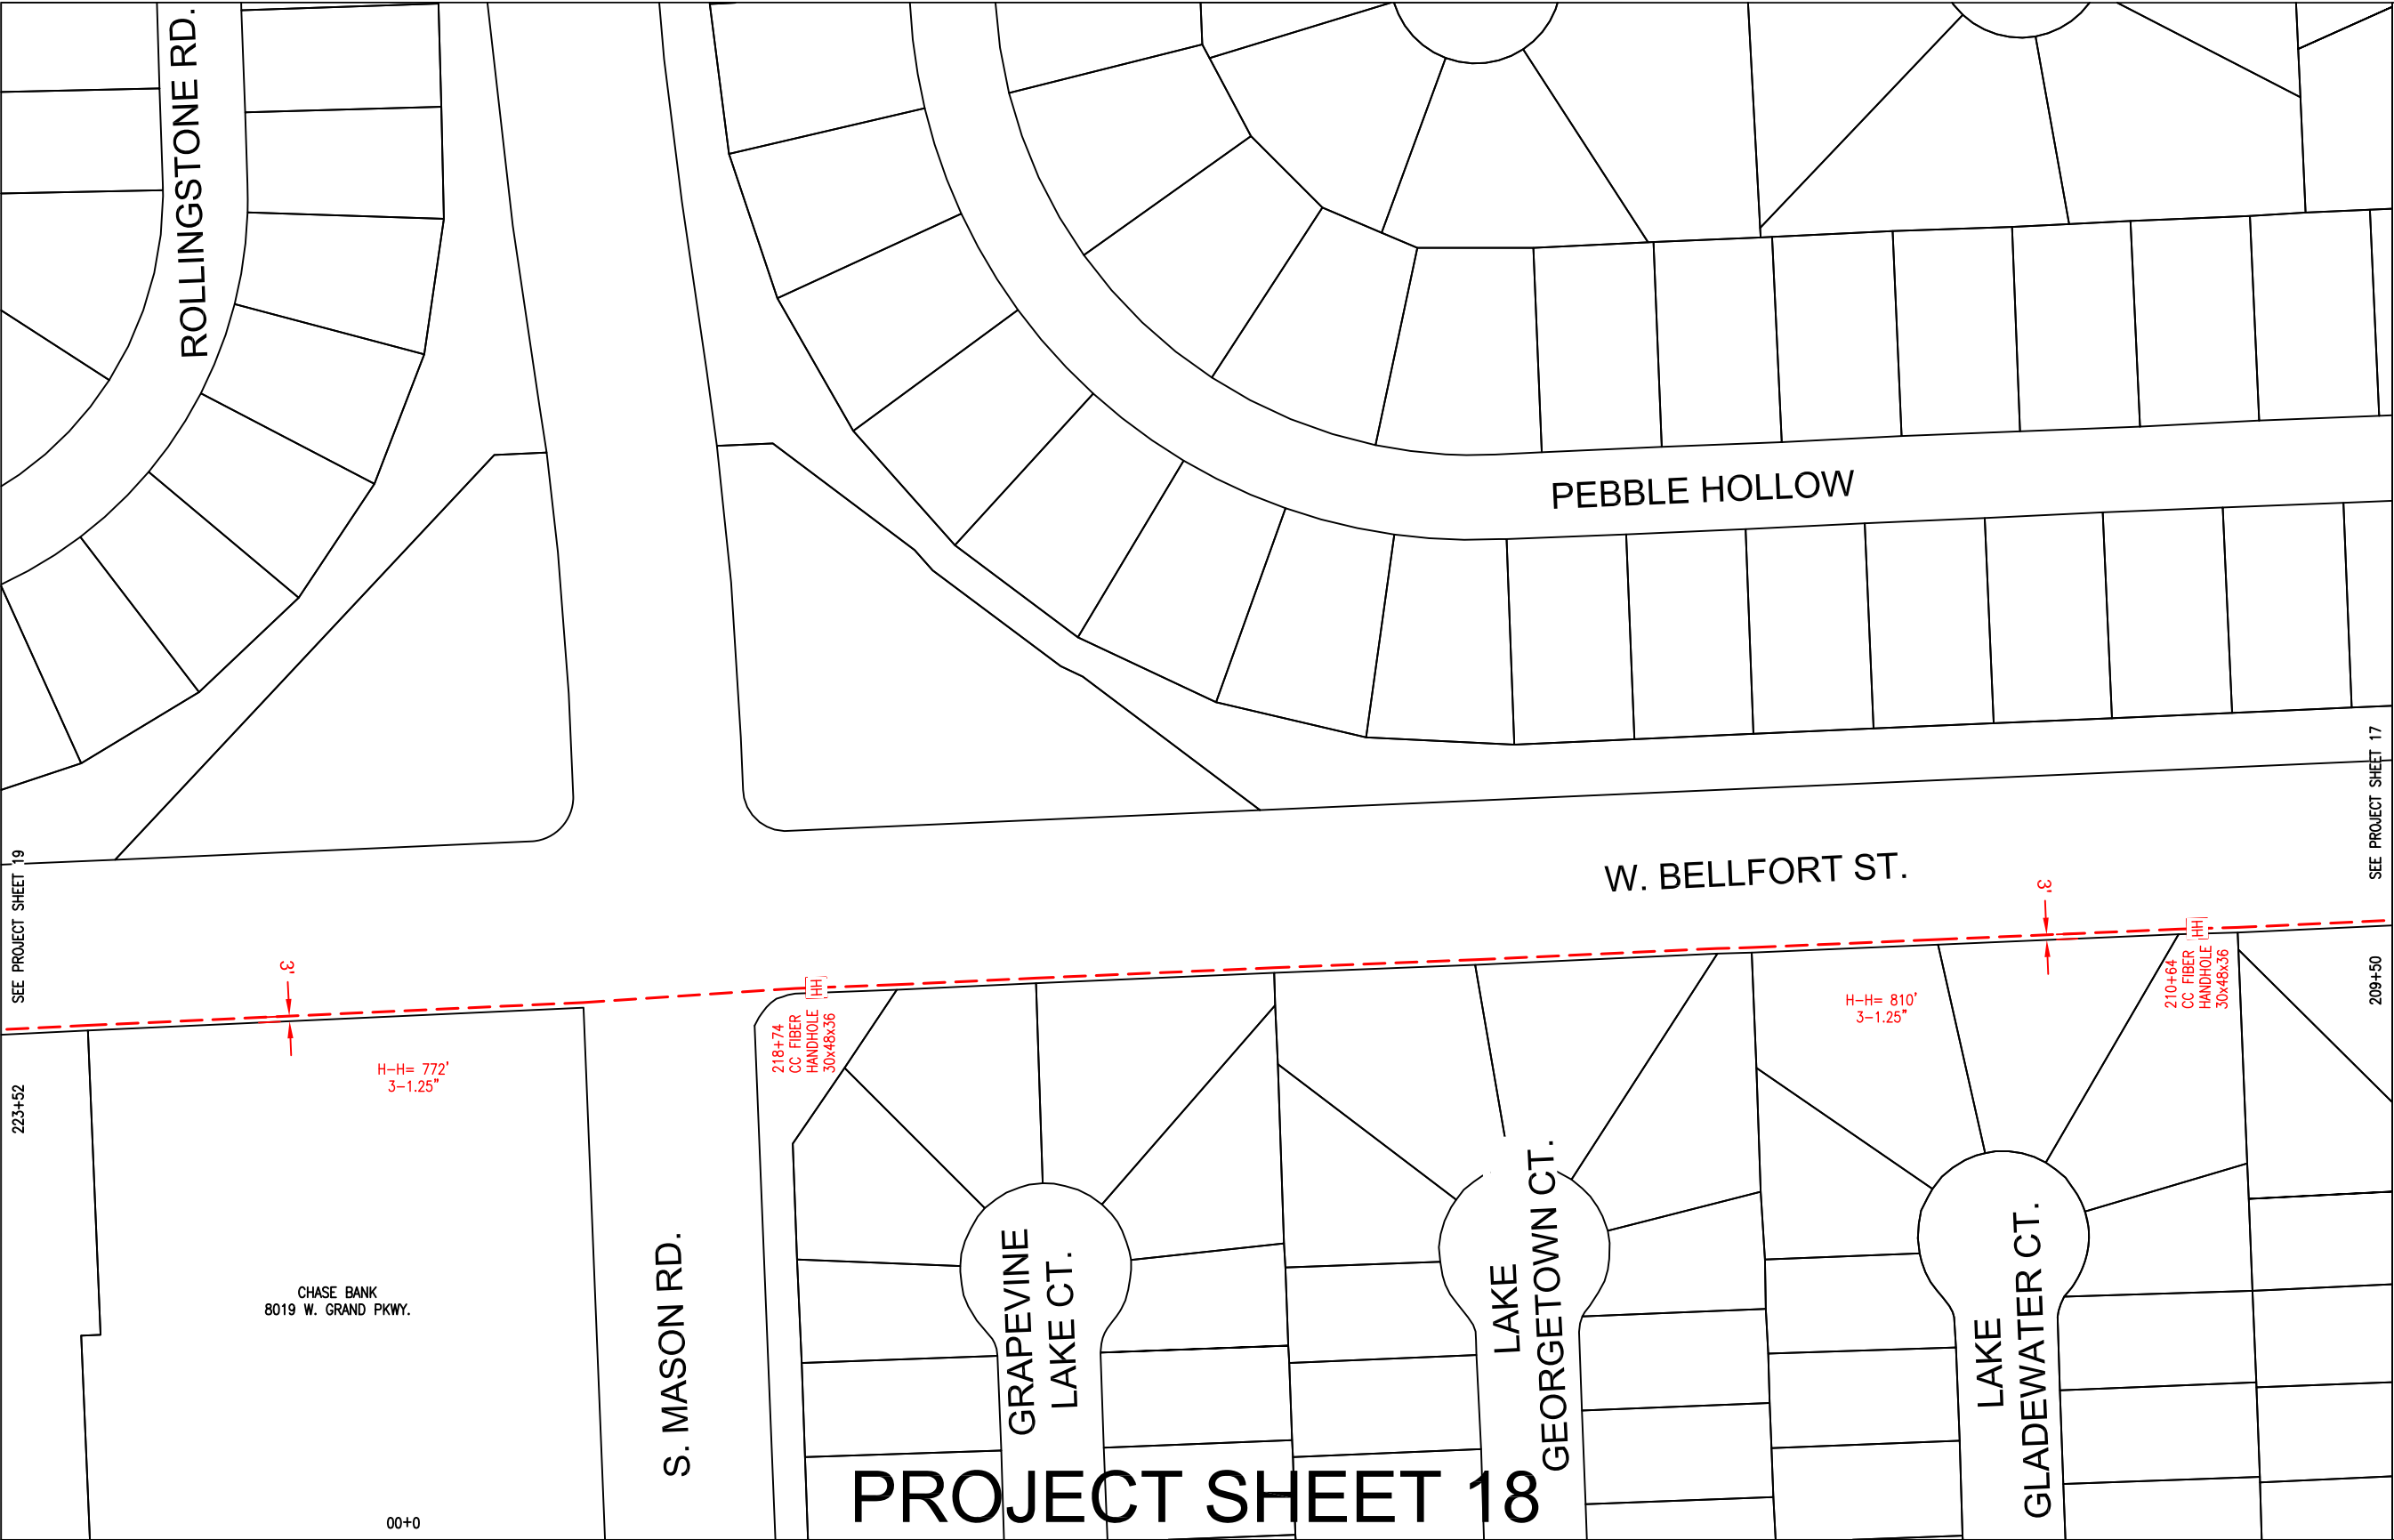 ROLLINGSTONE RD.
PEBBLE HOLLOW
W. BELLFORT ST.
SEE PROJECT SHEET 17
209+50
SEE PROJECT SHEET 19
223+52
3'
3'
H-H= 772'
3-1.25"
218+74
CC FIBER
HANDHOLE
30x48x36
HH
H-H= 810'
3-1.25"
210+64
CC FIBER
HANDHOLE
30x48x36
HH
CHASE BANK
8019 W. GRAND PKWY.
S. MASON RD.
GRAPEVINE
LAKE CT.
LAKE
GEORGETOWN CT.
LAKE
GLADEWATER CT.
PROJECT SHEET 18
00+0